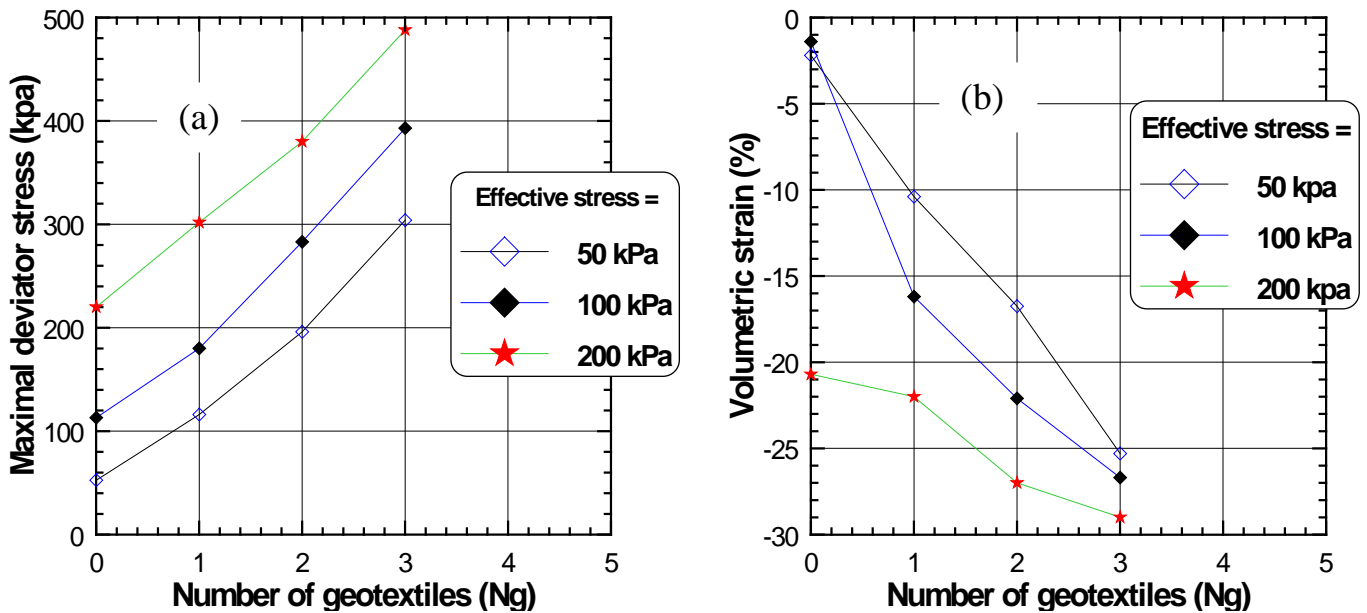 500
400
300
200
100
0
0 1 2 3 4 5
Maximal deviator stress (kpa)
Number of geotextiles (Ng)
(a)
Effective stress =
50 kPa
100 kPa
200 kPa
0
-5
-10
-15
-20
-25
-30
0 1 2 3 4 5
Volumetric strain (%)
Number of geotextiles (Ng)
(b)
Effective stress =
50 kpa
100 kPa
200 kpa